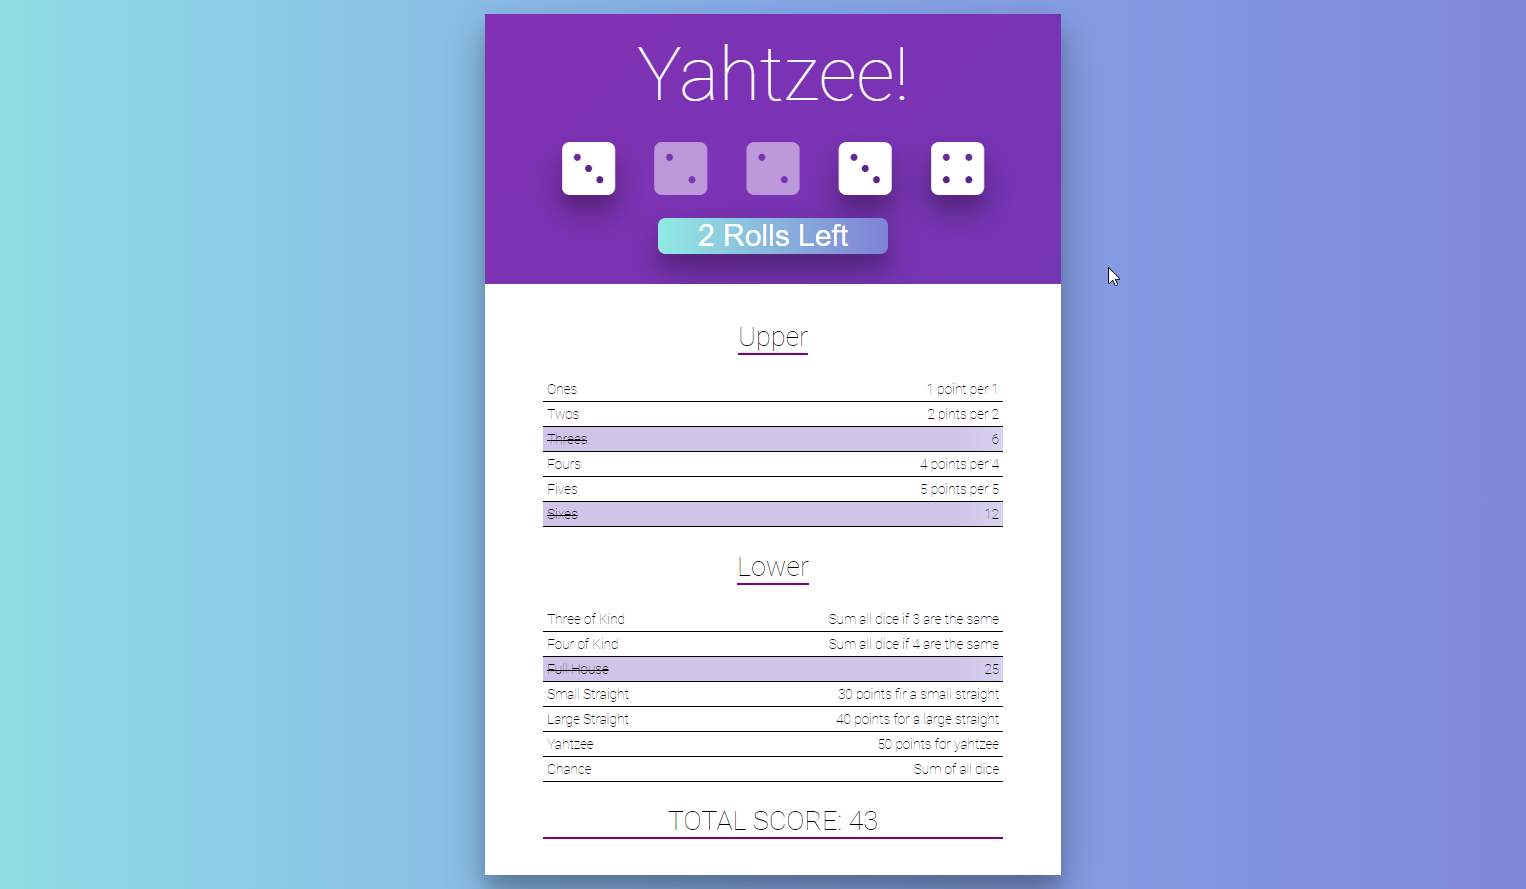 Yahtzee!
2 Rolls Left
Upper
Ones 1 point per 1
Twos 2 pints per 2
Threes 6
Fours 4 points per 4
Fives 5 points per 5
Sixes 12
Lower
Three of Kind Sum all dice if 3 are the same
Four of Kind Sum all dice if 4 are the same
Full House 25
Small Straight 30 points fir a small straight
Large Straight 40 points for a large straight
Yahtzee 50 points for yahtzee
Chance Sum of all dice
TOTAL SCORE: 43